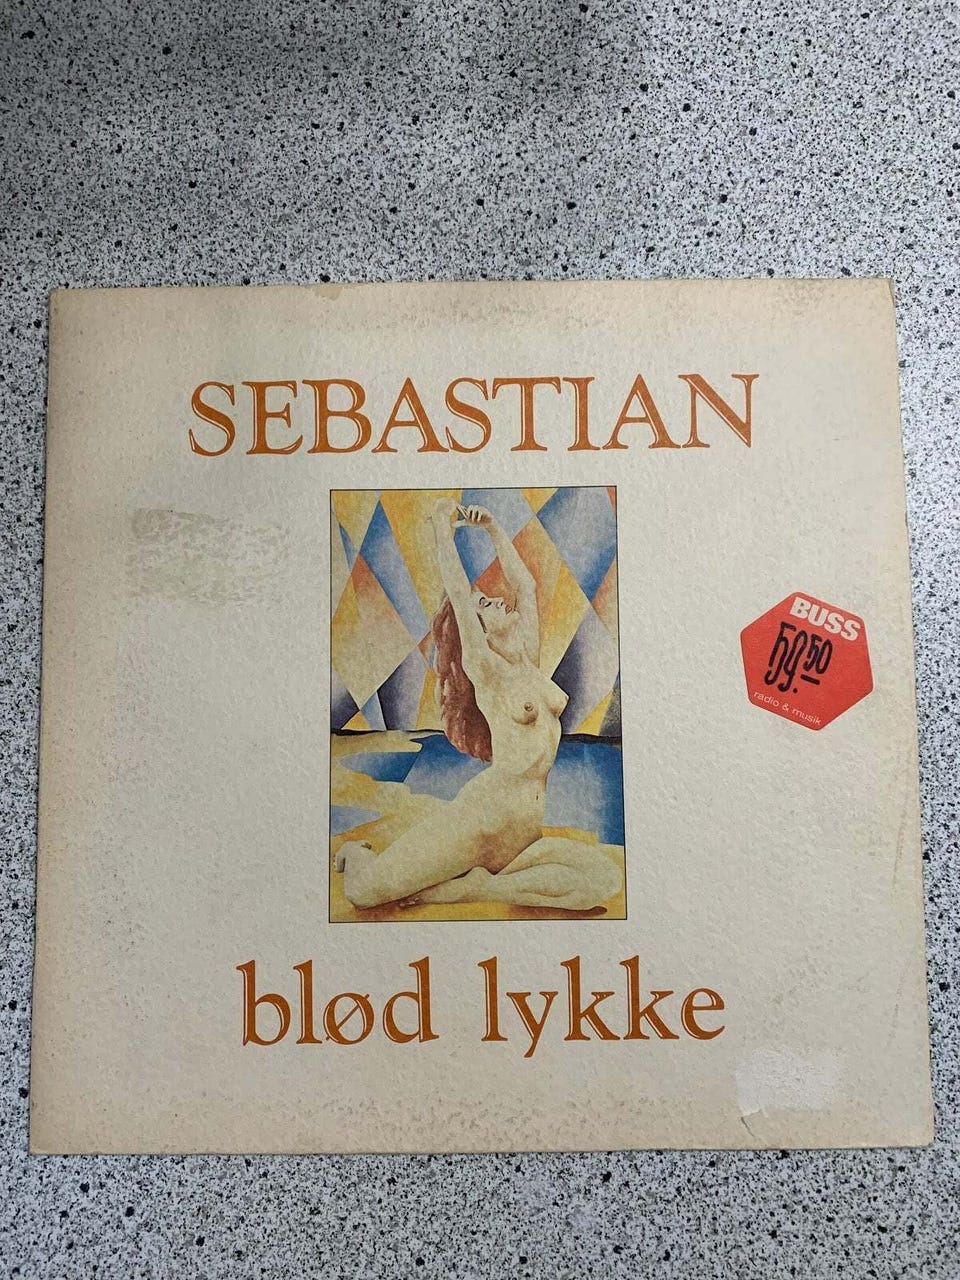 SEBASTIAN
BUSS
59.50
radio & musik
blød lykke